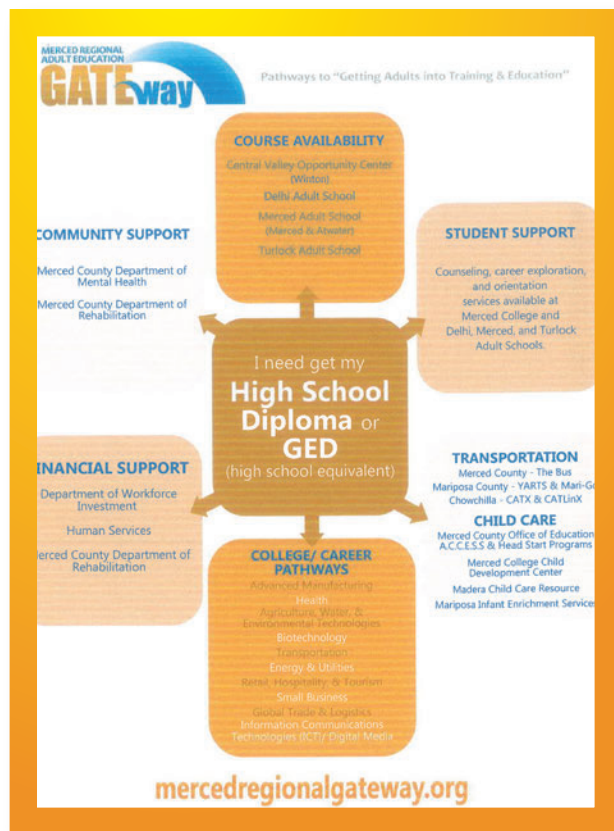 MERCED REGIONAL
ADULT EDUCATION
GATEway
Pathways to "Getting Adults into Training & Education"
COURSE AVAILABILITY
Central Valley Opportunity Center
(Winton)
Delhi Adult School
Merced Adult School
(Merced & Atwater)
Turlock Adult School
COMMUNITY SUPPORT
Merced County Department of
Mental Health
Merced County Department of
Rehabilitation
STUDENT SUPPORT
Counseling, career exploration,
and orientation
services available at
Merced College and
Delhi, Merced, and Turlock
Adult Schools.
I need get my
High School
Diploma or
GED
(high school equivalent)
INANCIAL SUPPORT
Department of Workforce
Investment
Human Services
Merced County Department of
Rehabilitation
TRANSPORTATION
Merced County - The Bus
Mariposa County - YARTS & Mari-Go
Chowchilla - CATX & CATLinX
CHILD CARE
Merced County Office of Education
A.C.C.E.S.S & Head Start Programs
Merced College Child
Development Center
Madera Child Care Resource
Mariposa Infant Enrichment Services
COLLEGE/ CAREER
PATHWAYS
Advanced Manufacturing
Health
Agriculture, Water, &
Environmental Technologies
Biotechnology
Transportation
Energy & Utilities
Retail, Hospitality, & Tourism
Small Business
Global Trade & Logistics
Information Communications
Technologies (ICT)/ Digital Media
mercedregionalgateway.org